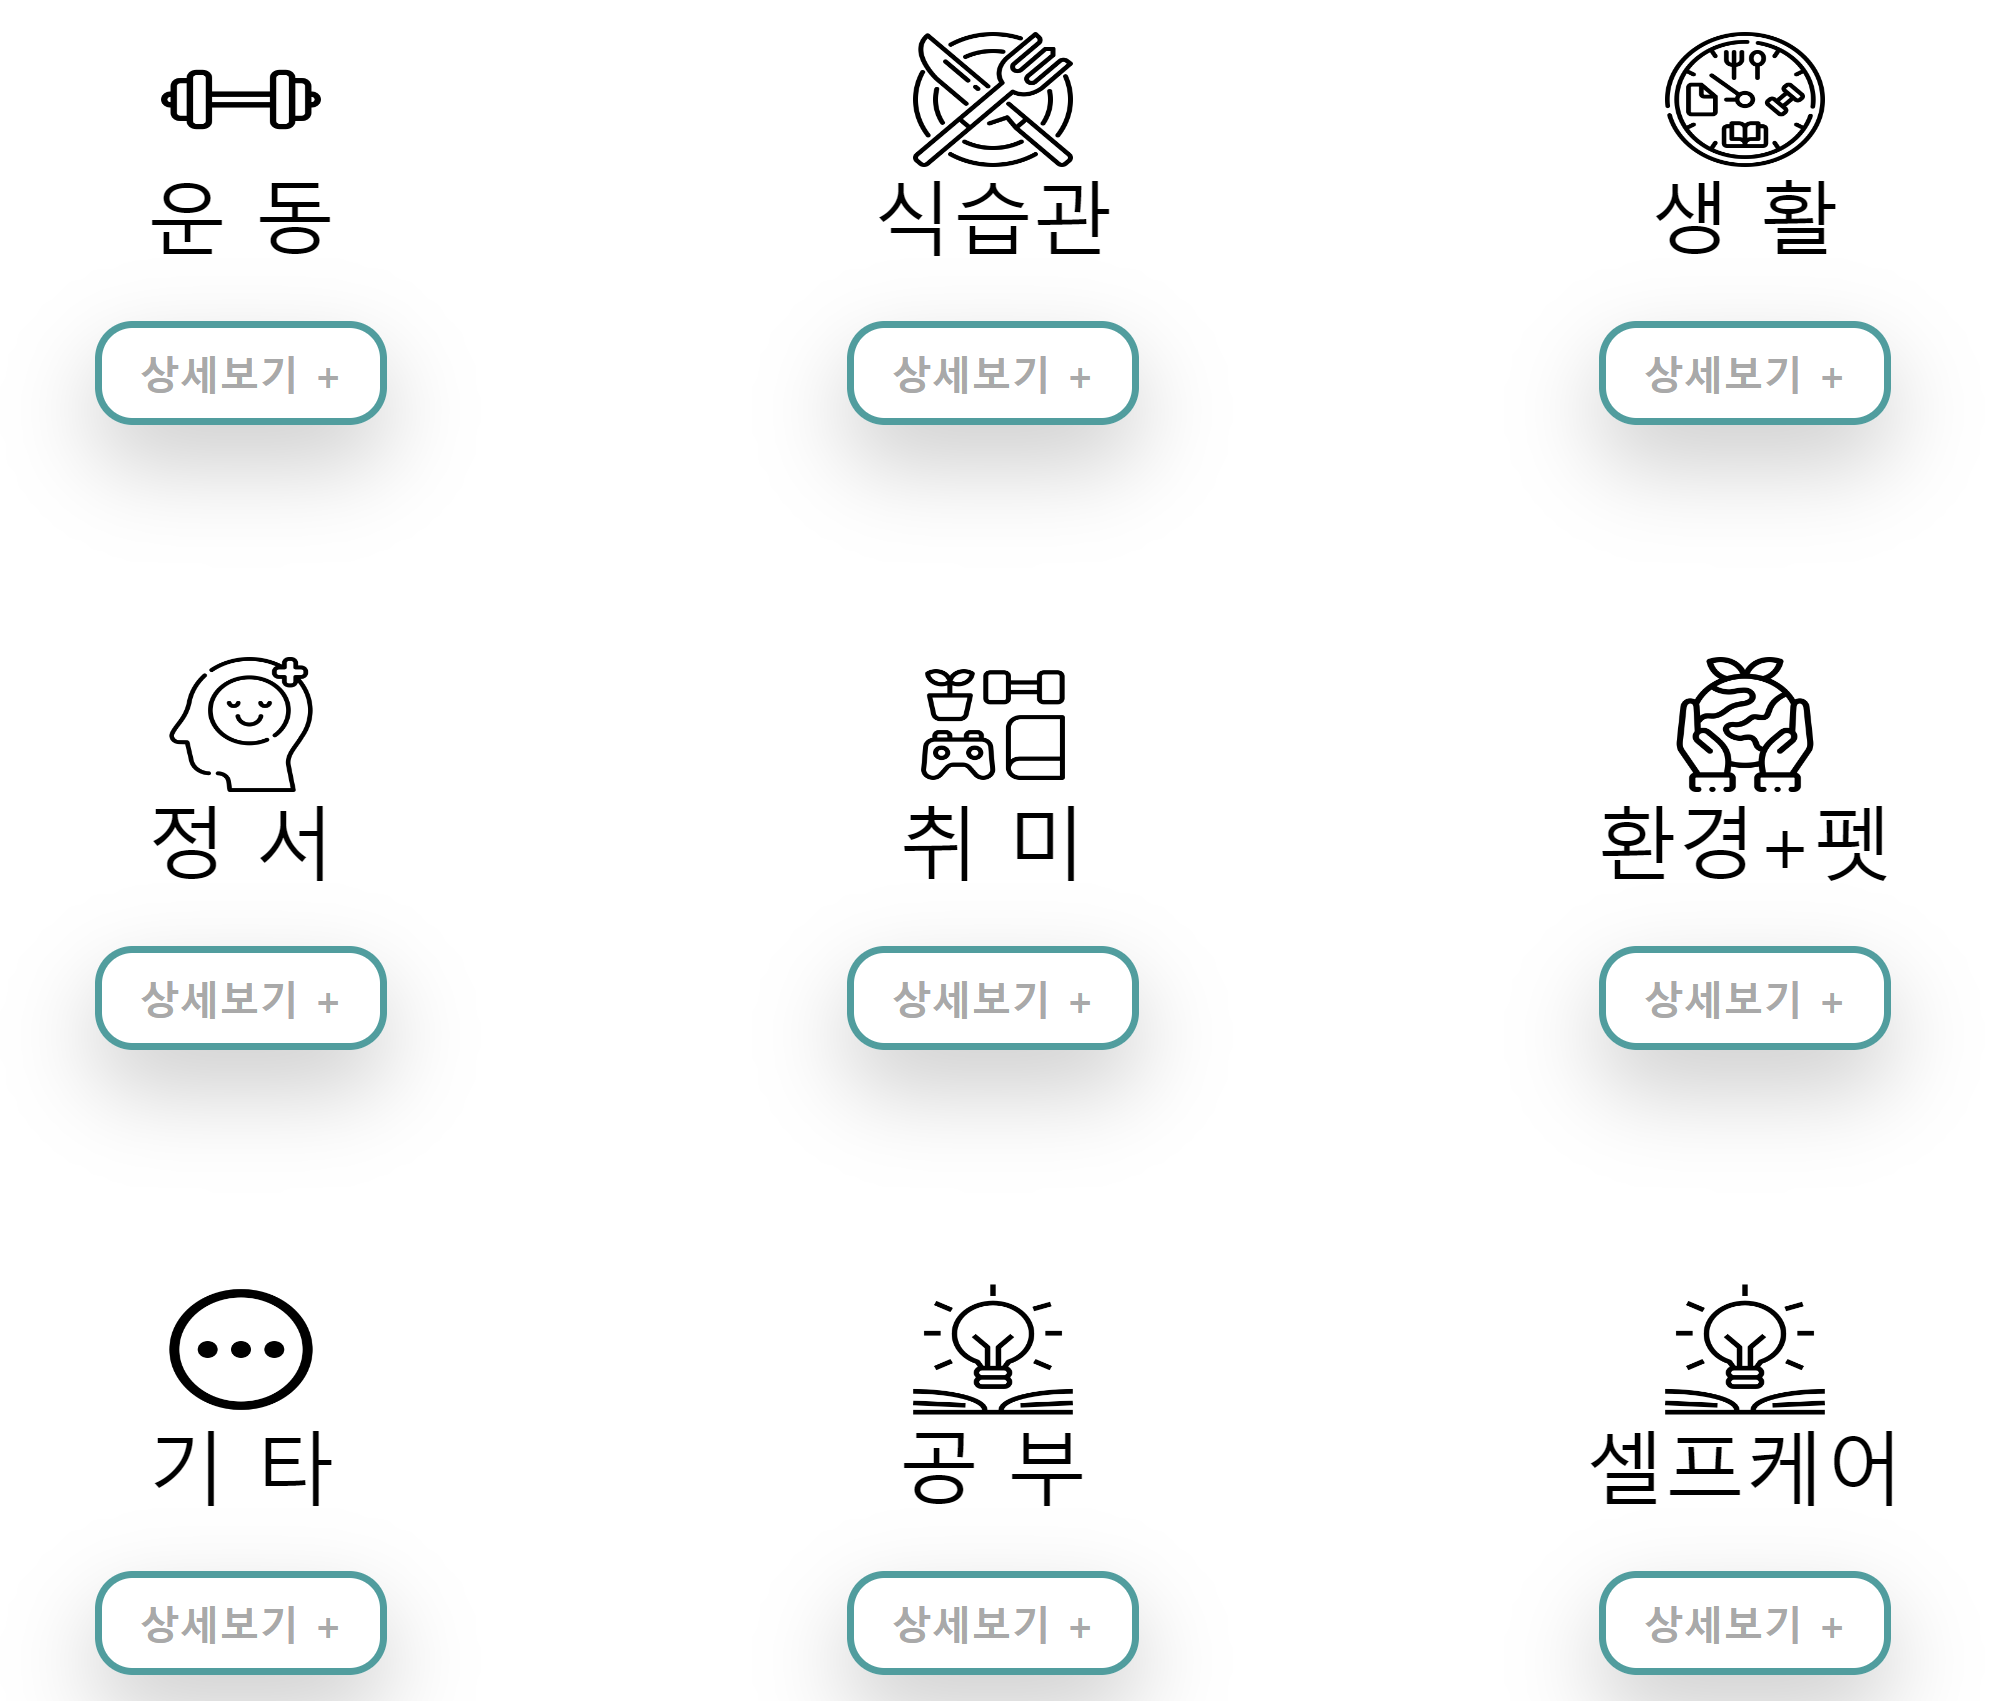 운 동
식습관
생 활
상세보기 +
상세보기 +
상세보기 +
정 서
취 미
환경+펫
상세보기 +
상세보기 +
상세보기 +
기 타
공 부
셀프케어
상세보기 +
상세보기 +
상세보기 +